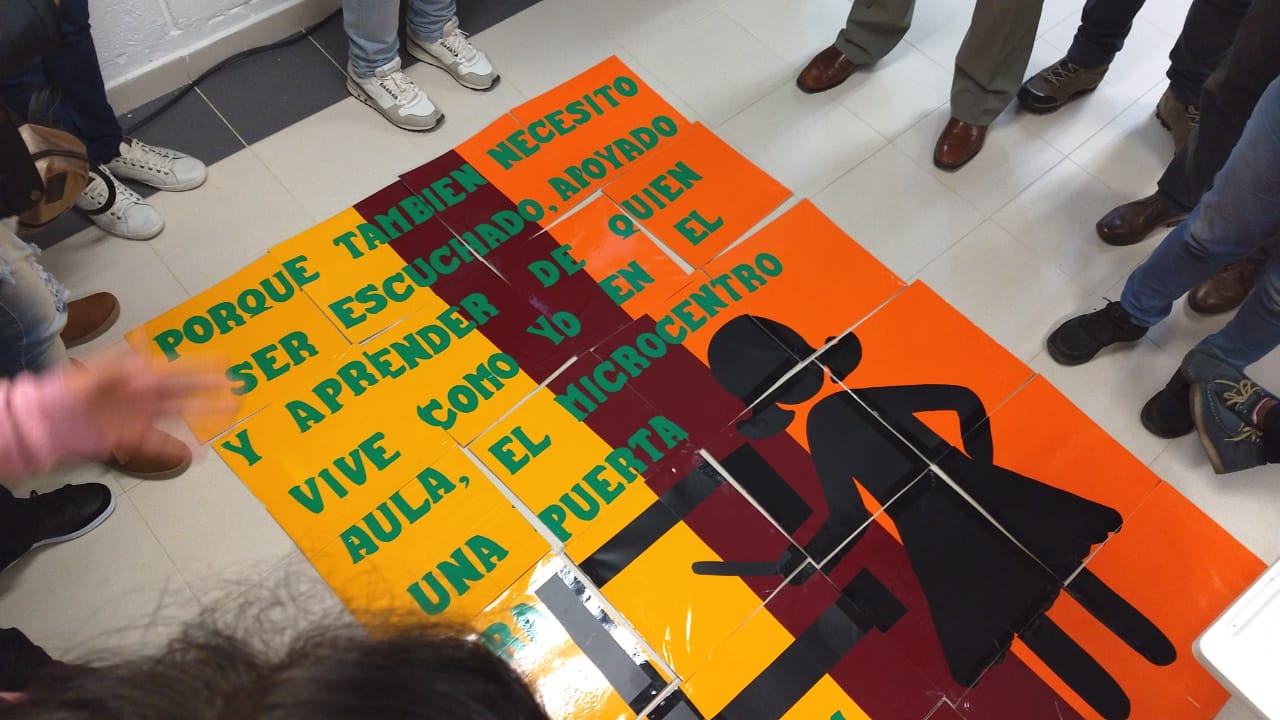 PORQUE TAMBIEN NECESITO
SER ESCUCHADO, APOYADO
Y APRENDER DE QUIEN
VIVE COMO YO EN EL
AULA, EL MICROCENTRO
UNA PUERTA